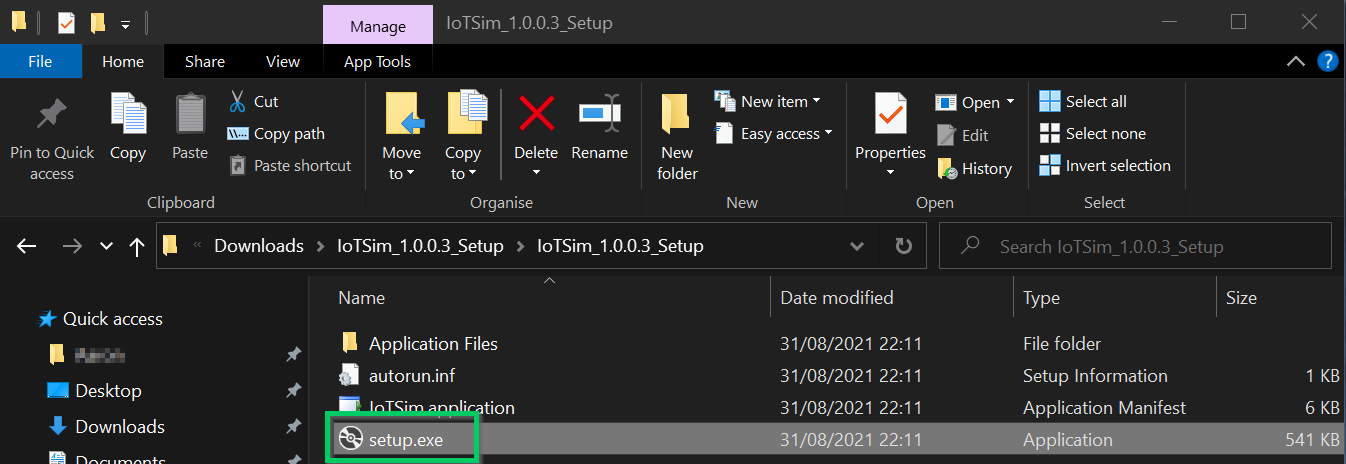 Manage
IoTSim_1.0.0.3_Setup
File Home Share View App Tools
Pin to Quick
access
Copy
Paste
Cut
Copy path
Paste shortcut
Clipboard
Move
to
Copy
to
Delete
Rename
Organise
New
folder
New item
Easy access
New
Properties
Open
Edit
History
Open
Select all
Select none
Invert selection
Select
« Downloads > IoTSim_1.0.0.3_Setup > IoTSim_1.0.0.3_Setup
Search IoTSim_1.0.0.3_Setup
Quick access
Desktop
Downloads
Documents
Name Date modified Type Size
Application Files 31/08/2021 22:11 File folder
autorun.inf 31/08/2021 22:11 Setup Information 1 KB
IoTSim application 31/08/2021 22:11 Application Manifest 6 KB
setup.exe 31/08/2021 22:11 Application 541 KB